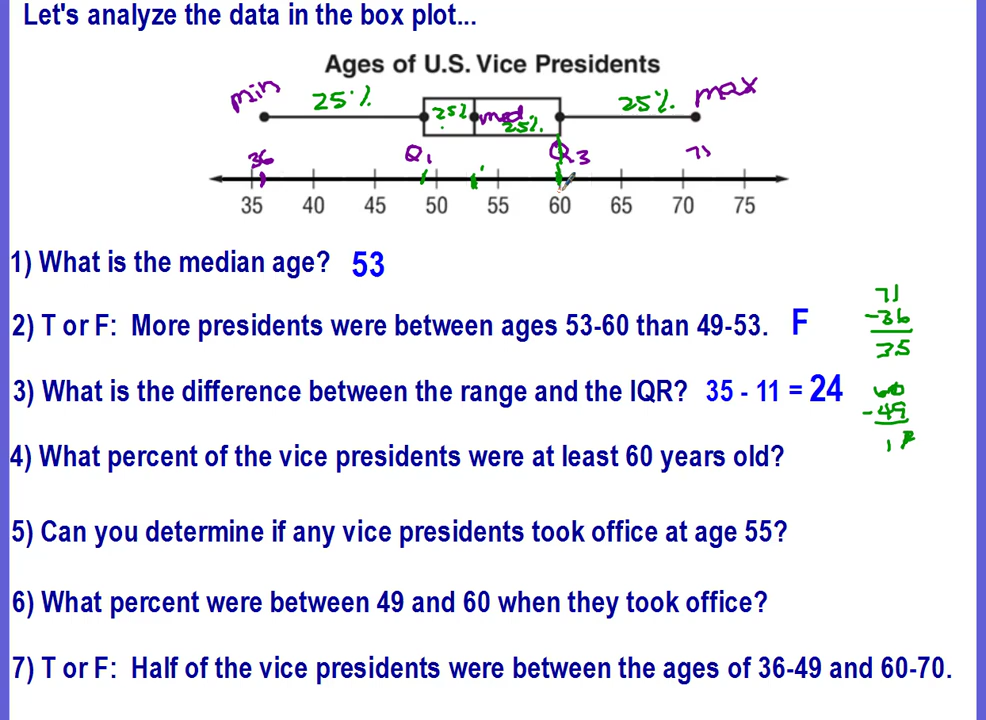 Let's analyze the data in the box plot...
Ages of U.S. Vice Presidents
min 25% 25% med 25% 25% max
36 Q1 Q3 71
35 40 45 50 55 60 65 70 75
1) What is the median age? 53
2) T or F: More presidents were between ages 53-60 than 49-53. F
71
-36
35
3) What is the difference between the range and the IQR? 35 - 11 = 24
60
-49
4) What percent of the vice presidents were at least 60 years old?
5) Can you determine if any vice presidents took office at age 55?
6) What percent were between 49 and 60 when they took office?
7) T or F: Half of the vice presidents were between the ages of 36-49 and 60-70.